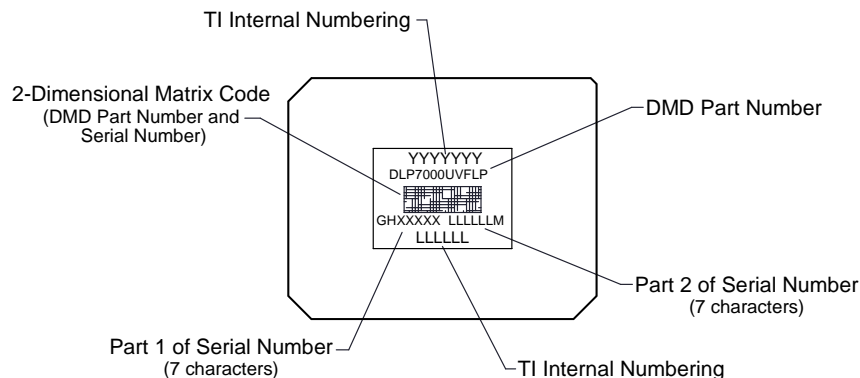 TI Internal Numbering
2-Dimensional Matrix Code
(DMD Part Number and
Serial Number)
DMD Part Number
YYYYYYY
DLP7000UVFLP
GHXXXXX LLLLLLM
LLLLLL
Part 2 of Serial Number
(7 characters)
Part 1 of Serial Number
(7 characters)
TI Internal Numbering